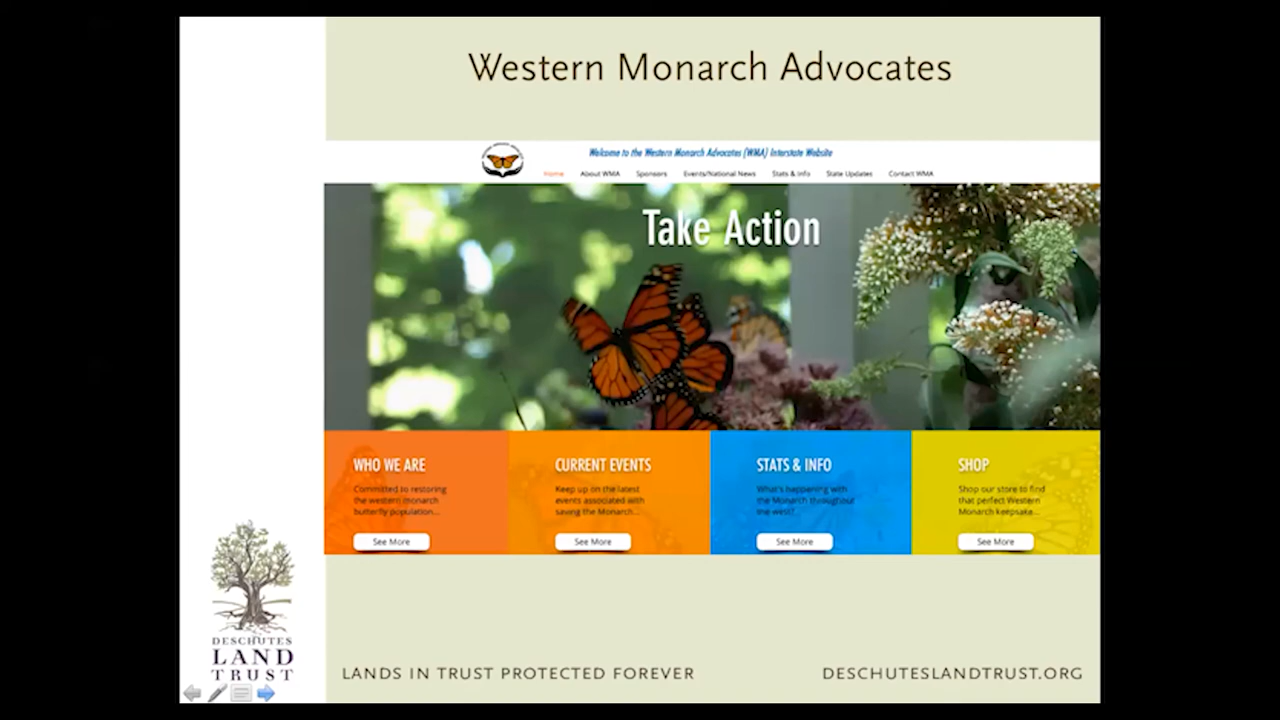 Western Monarch Advocates
Welcome to the Western Monarch Advocates (WMA) Interstate Website
Home About WMA Sponsors Events/National News Stats & Info State Updates Contact WMA
Take Action
WHO WE ARE
Committed to restoring
the western monarch
butterfly population...
See More
CURRENT EVENTS
Keep up on the latest
events associated with
saving the Monarch...
See More
STATS & INFO
What's happening with
the Monarch throughout
the west?
See More
SHOP
Shop our store to find
that perfect Western
Monarch keepsake...
See More
DESCHUTES
LAND
TRUST
LANDS IN TRUST PROTECTED FOREVER
DESCHUTESLANDTRUST.ORG